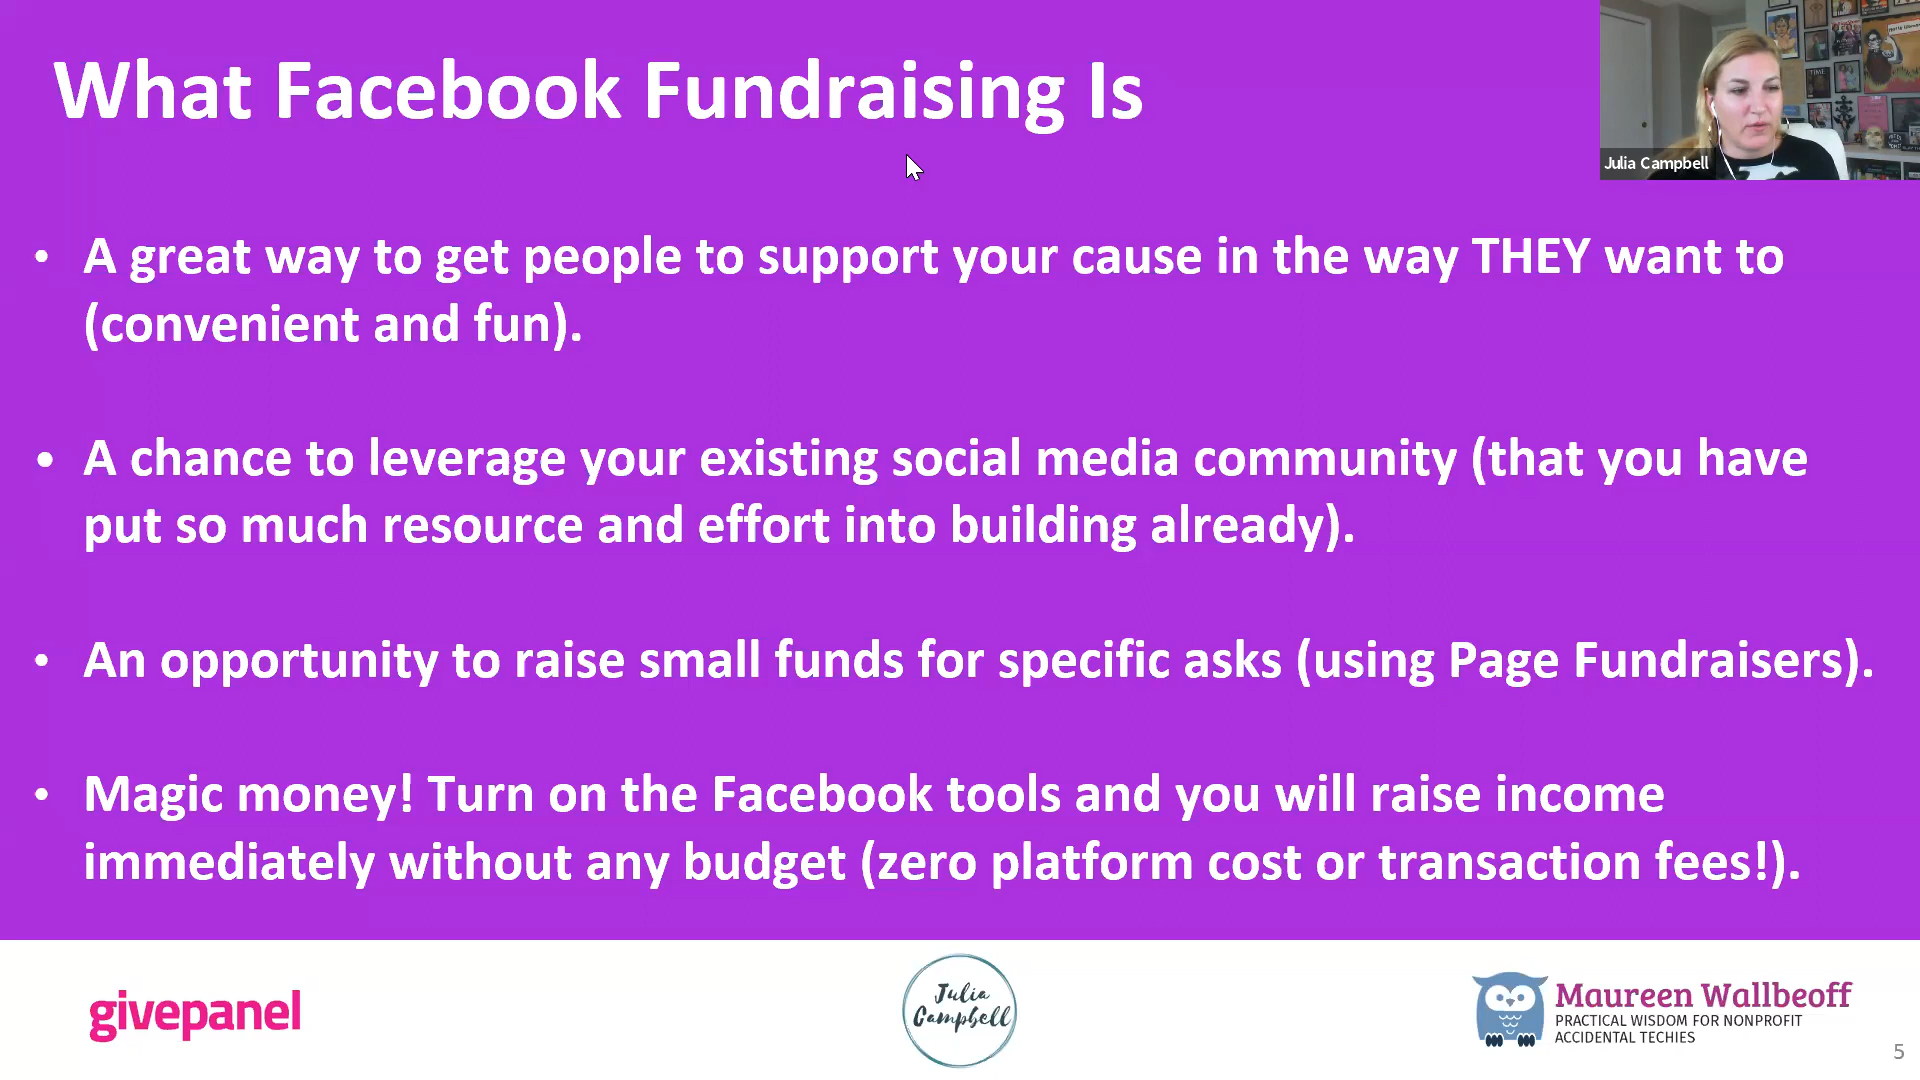 What Facebook Fundraising Is
Julia Campbell
• A great way to get people to support your cause in the way THEY want to
(convenient and fun).
• A chance to leverage your existing social media community (that you have
put so much resource and effort into building already).
• An opportunity to raise small funds for specific asks (using Page Fundraisers).
• Magic money! Turn on the Facebook tools and you will raise income
immediately without any budget (zero platform cost or transaction fees!).
givepanel
Julia
Campbell
Maureen Wallbeoff
PRACTICAL WISDOM FOR NONPROFIT
ACCIDENTAL TECHIES
5